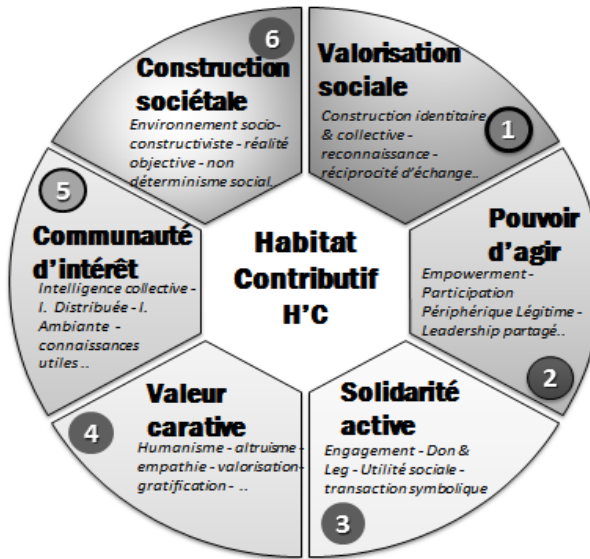 Habitat
Contributif
H'C
1
Valorisation
sociale
Construction identitaire
& collective -
reconnaissance -
réciprocité d'échange..
2
Pouvoir
d'agir
Empowerment -
Participation
Périphérique Légitime -
Leadership partagé..
3
Solidarité
active
Engagement - Don &
Leg - Utilité sociale -
transaction symbolique
4
Valeur
carative
Humanisme - altruisme -
empathie - valorisation-
gratification - ..
5
Communauté
d'intérêt
Intelligence collective -
I. Distribuée - I.
Ambiante -
connaissances
utiles ..
6
Construction
sociétale
Environnement socio-
constructiviste - réalité
objective - non
déterminisme social..